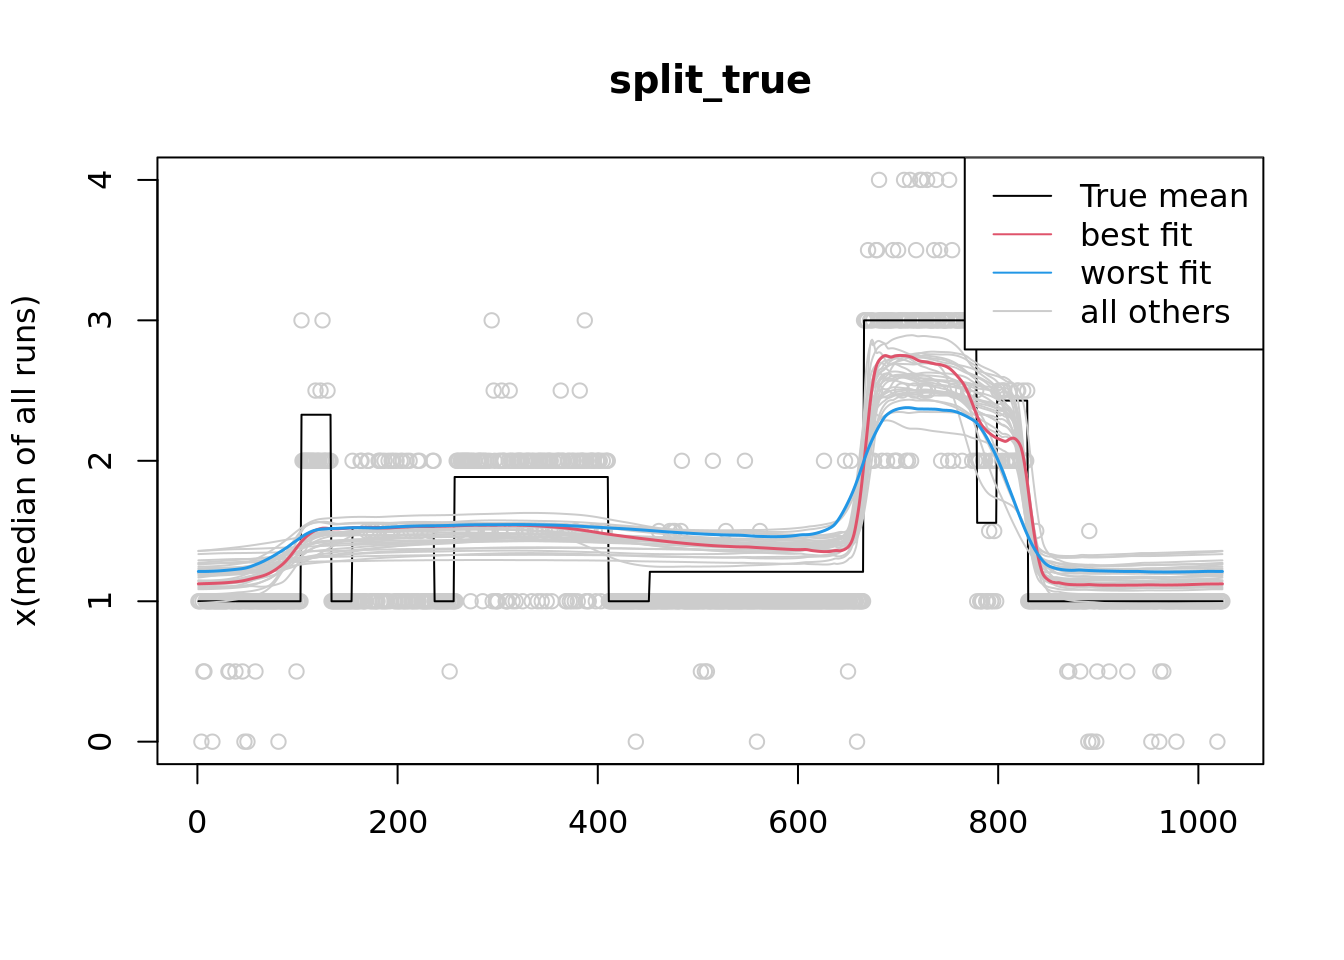 split_true
x(median of all runs)
4
3
2
1
0
True mean
best fit
worst fit
all others
0 200 400 600 800 1000